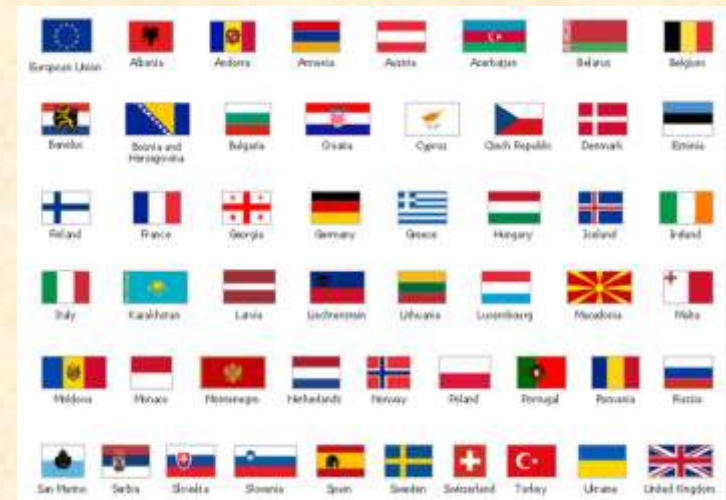 European Union Albania Andorra Armenia Austria Azerbaijan Belarus Belgium
Benelux Bosnia and Herzegovina Bulgaria Croatia Cyprus Czech Republic Denmark Estonia
Finland France Georgia Germany Greece Hungary Iceland Ireland
Italy Kazakhstan Latvia Liechtenstein Lithuania Luxembourg Macedonia Malta
Moldova Monaco Montenegro Netherlands Norway Poland Portugal Romania Russia
San Marino Serbia Slovakia Slovenia Spain Sweden Switzerland Turkey Ukraine United Kingdom